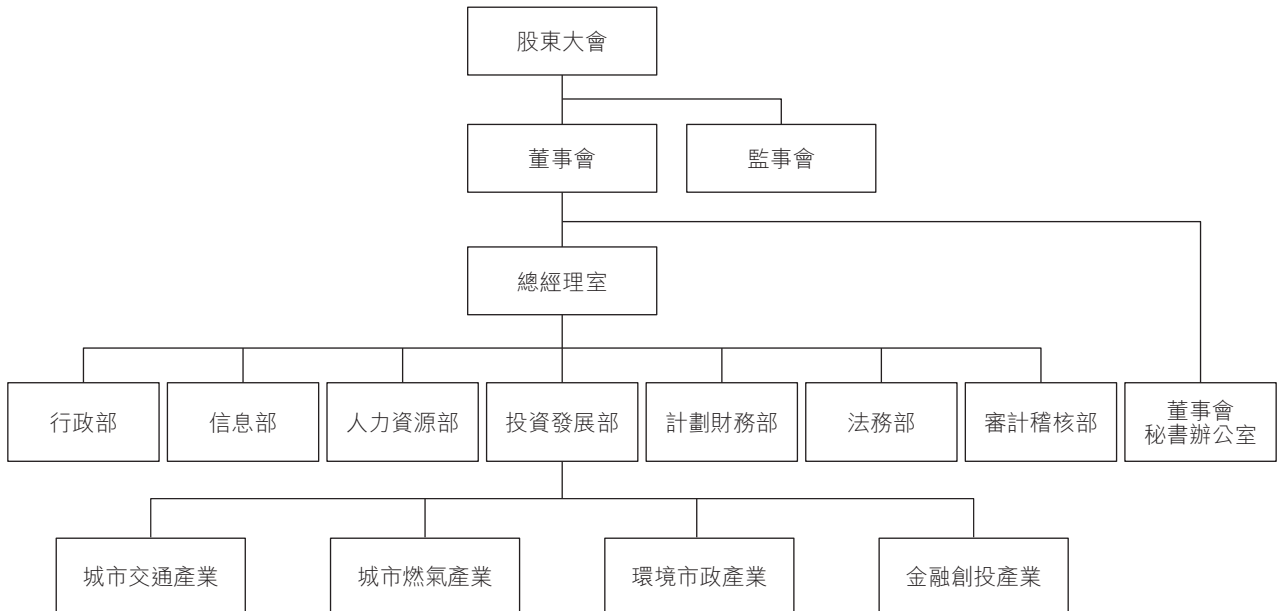 股東大會
董事會
監事會
總經理室
行政部
信息部
人力資源部
投資發展部
計劃財務部
法務部
審計稽核部
董事會
秘書辦公室
城市交通產業
城市燃氣產業
環境市政產業
金融創投產業